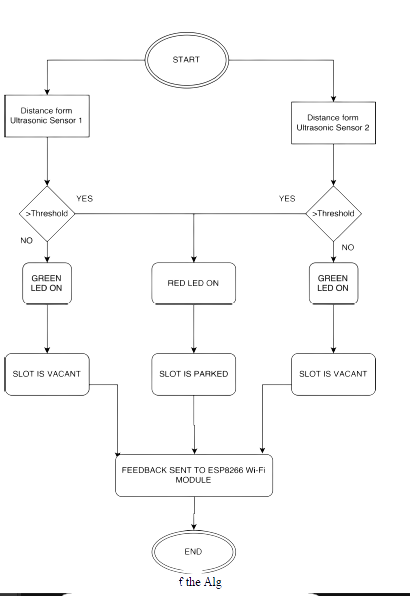 START
Distance form
Ultrasonic Sensor 1
Distance form
Ultrasonic Sensor 2
YES
YES
>Threshold
>Threshold
NO
NO
GREEN
LED ON
RED LED ON
GREEN
LED ON
SLOT IS VACANT
SLOT IS PARKED
SLOT IS VACANT
FEEDBACK SENT TO ESP8266 Wi-Fi
MODULE
END
f the Alg